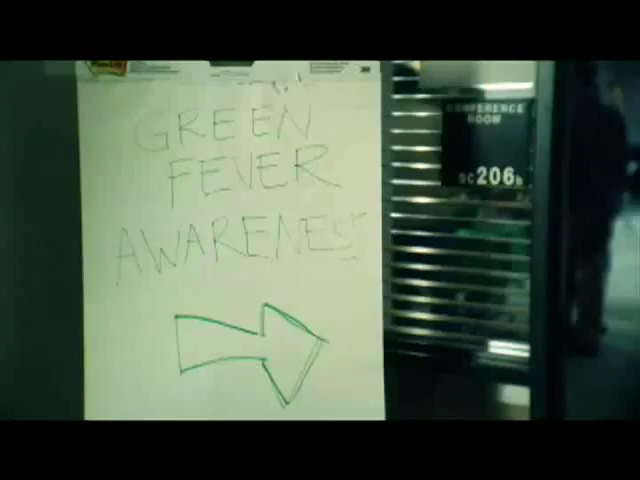 GREEN
FEVER
AWARENESS
CONFERENCE
ROOM
SC206b